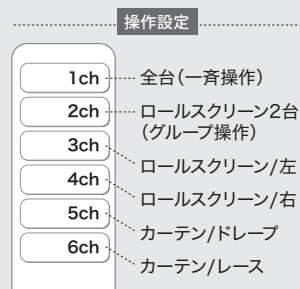 操作設定
1ch 全台(一斉操作)
2ch ロールスクリーン2台
(グループ操作)
3ch ロールスクリーン/左
4ch ロールスクリーン/右
5ch カーテン/ドレープ
6ch カーテン/レース